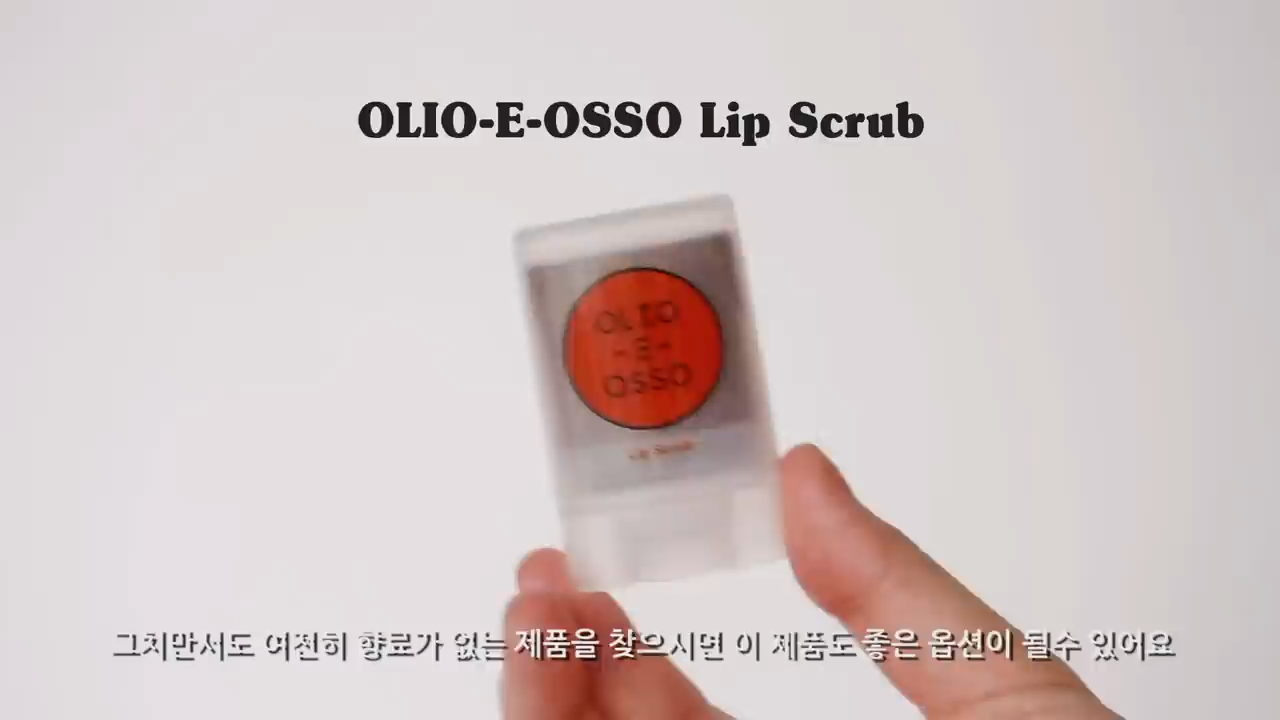 OLIO-E-OSSO Lip Scrub
OLIO
-E-
OSSO
Lip Scrub
그치만서도 여전히 향료가 없는 제품을 찾으시면 이 제품도 좋은 옵션이 될수 있어요